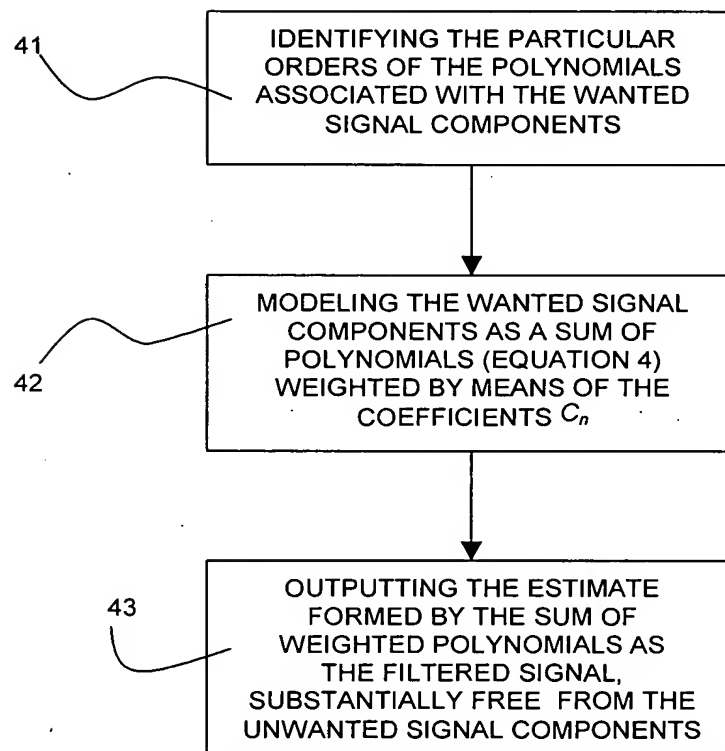 41
IDENTIFYING THE PARTICULAR
ORDERS OF THE POLYNOMIALS
ASSOCIATED WITH THE WANTED
SIGNAL COMPONENTS
42
MODELING THE WANTED SIGNAL
COMPONENTS AS A SUM OF
POLYNOMIALS (EQUATION 4)
WEIGHTED BY MEANS OF THE
COEFFICIENTS Cn
43
OUTPUTTING THE ESTIMATE
FORMED BY THE SUM OF
WEIGHTED POLYNOMIALS AS
THE FILTERED SIGNAL,
SUBSTANTIALLY FREE FROM THE
UNWANTED SIGNAL COMPONENTS